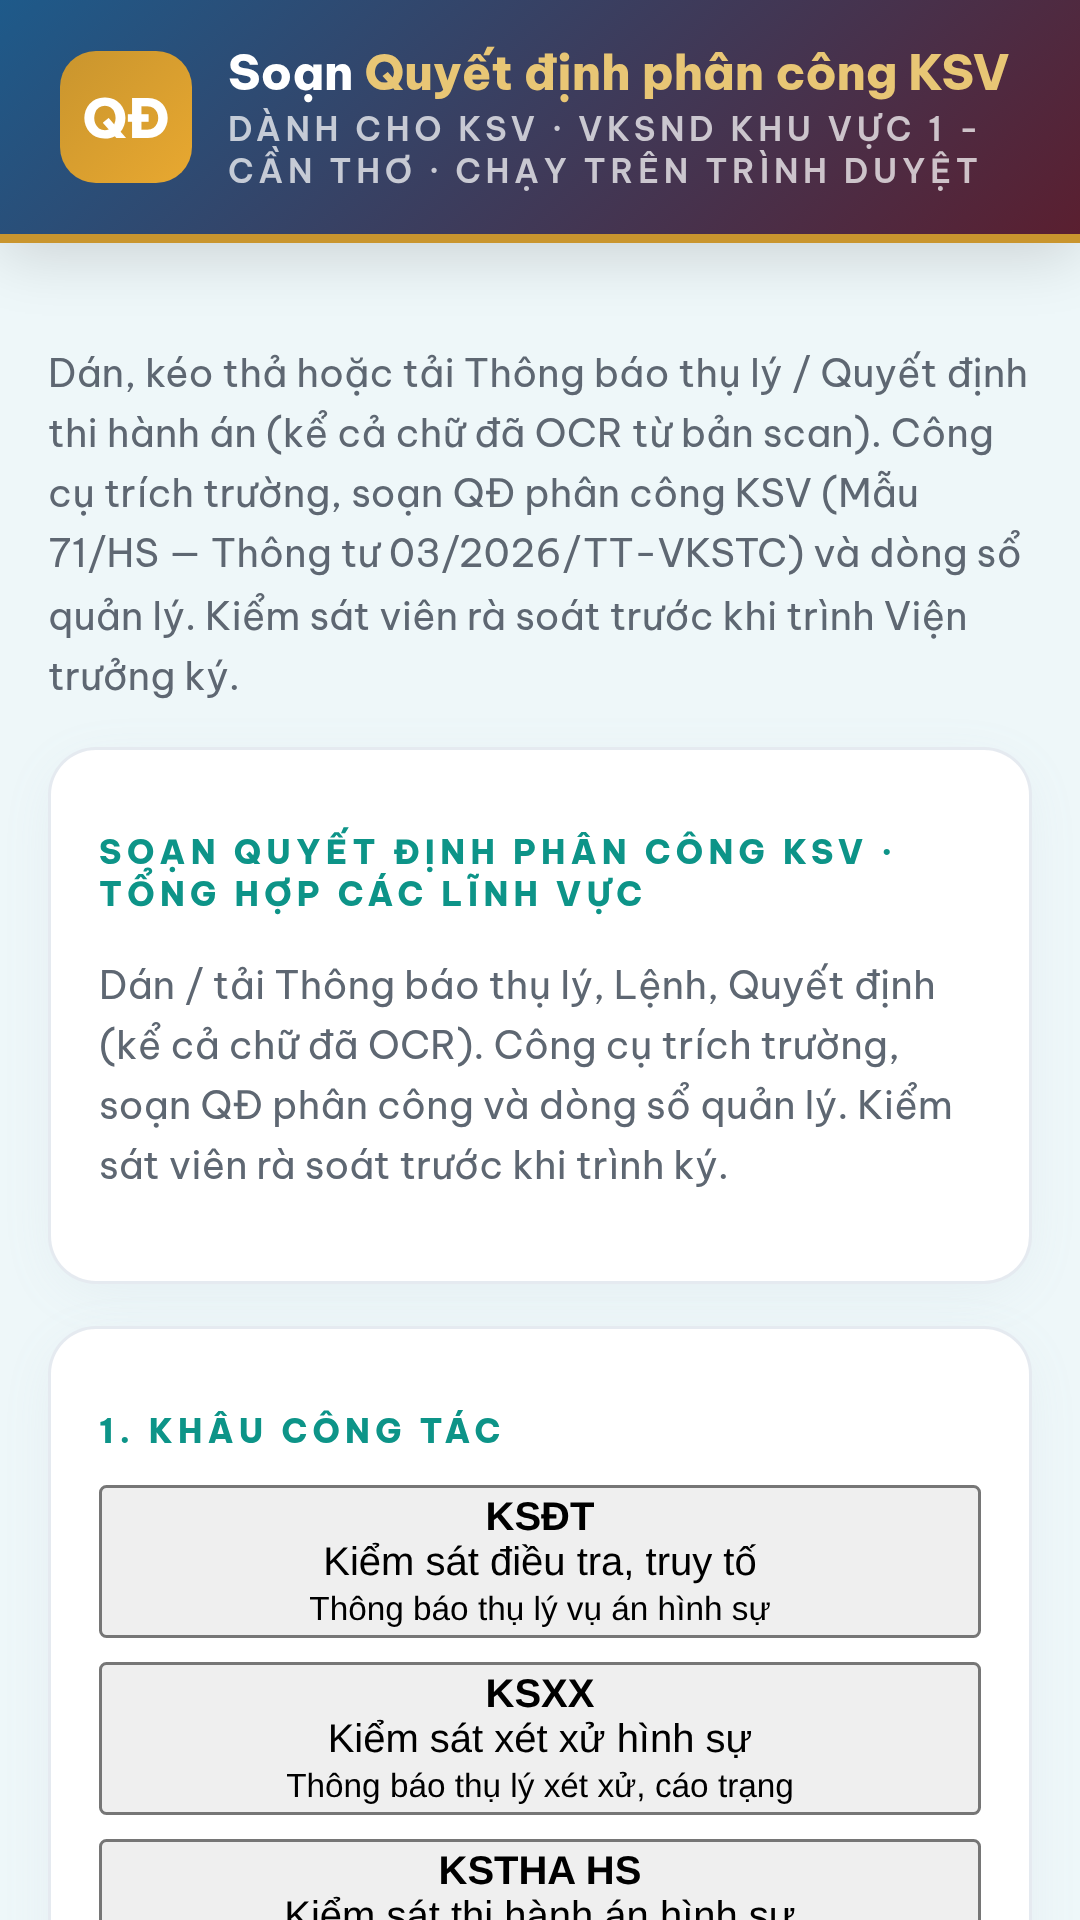 QĐ
Soạn Quyết định phân công KSV
DÀNH CHO KSV · VKSND KHU VỰC 1 -
CẦN THƠ · CHẠY TRÊN TRÌNH DUYỆT
Dán, kéo thả hoặc tải Thông báo thụ lý / Quyết định
thi hành án (kể cả chữ đã OCR từ bản scan). Công
cụ trích trường, soạn QĐ phân công KSV (Mẫu
71/HS — Thông tư 03/2026/TT-VKSTC) và dòng sổ
quản lý. Kiểm sát viên rà soát trước khi trình Viện
trưởng ký.
SOẠN QUYẾT ĐỊNH PHÂN CÔNG KSV ·
TỔNG HỢP CÁC LĨNH VỰC
Dán / tải Thông báo thụ lý, Lệnh, Quyết định
(kể cả chữ đã OCR). Công cụ trích trường,
soạn QĐ phân công và dòng sổ quản lý. Kiểm
sát viên rà soát trước khi trình ký.
1. KHÂU CÔNG TÁC
KSĐT
Kiểm sát điều tra, truy tố
Thông báo thụ lý vụ án hình sự
KSXX
Kiểm sát xét xử hình sự
Thông báo thụ lý xét xử, cáo trạng
KSTHA HS
Kiểm sát thi hành án hình sự